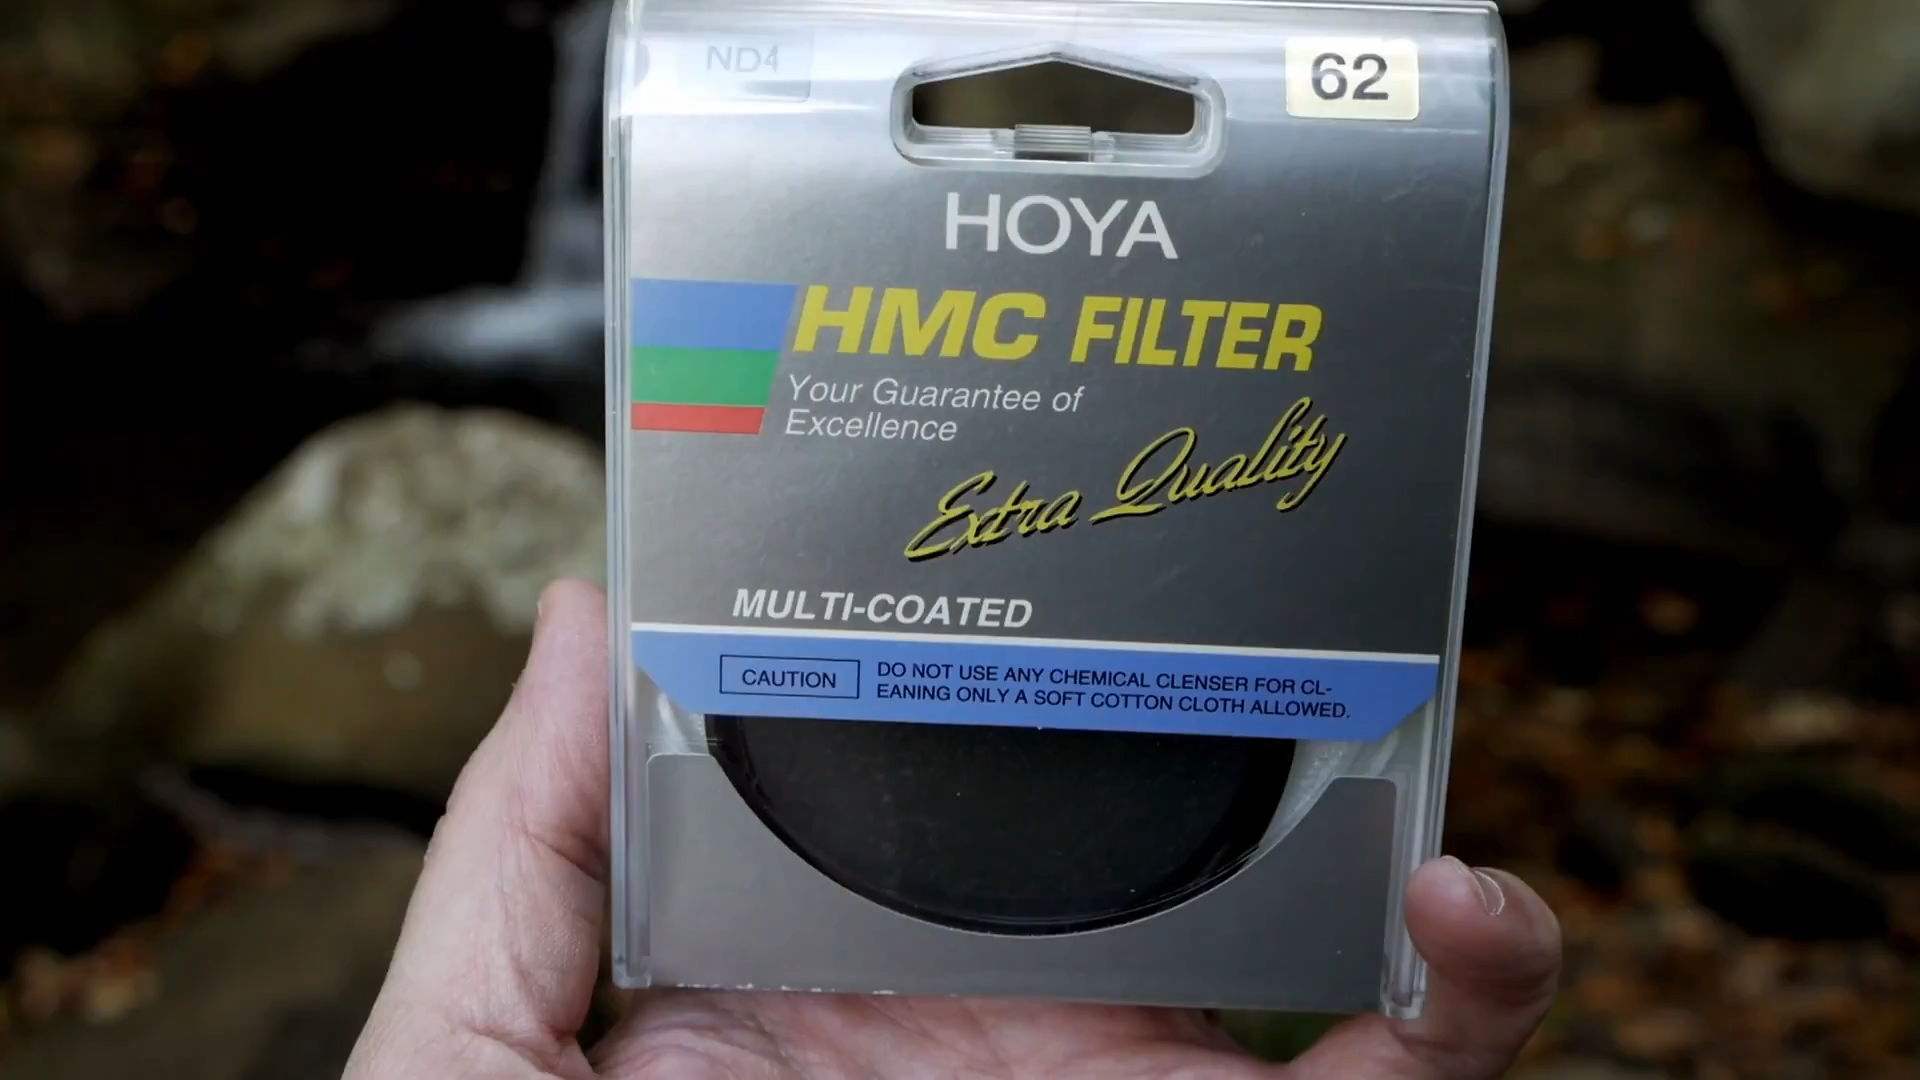 ND4
62
HOYA
HMC FILTER
Your Guarantee of
Excellence
Extra Quality
MULTI-COATED
CAUTION
DO NOT USE ANY CHEMICAL CLENSER FOR CL-
EANING ONLY A SOFT COTTON CLOTH ALLOWED.